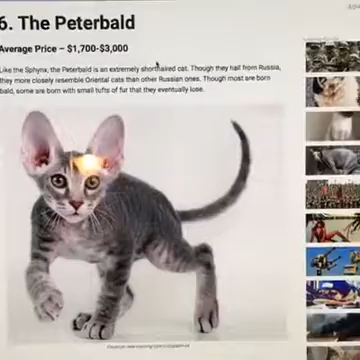 6. The Peterbald
Average Price – $1,700-$3,000
Like the Sphynx, the Peterbald is an extremely shorthaired cat. Though they hail from Russia,
they more closely resemble Oriental cats than other Russian ones. Though most are born
bald, some are born with small tufts of fur that they eventually lose.